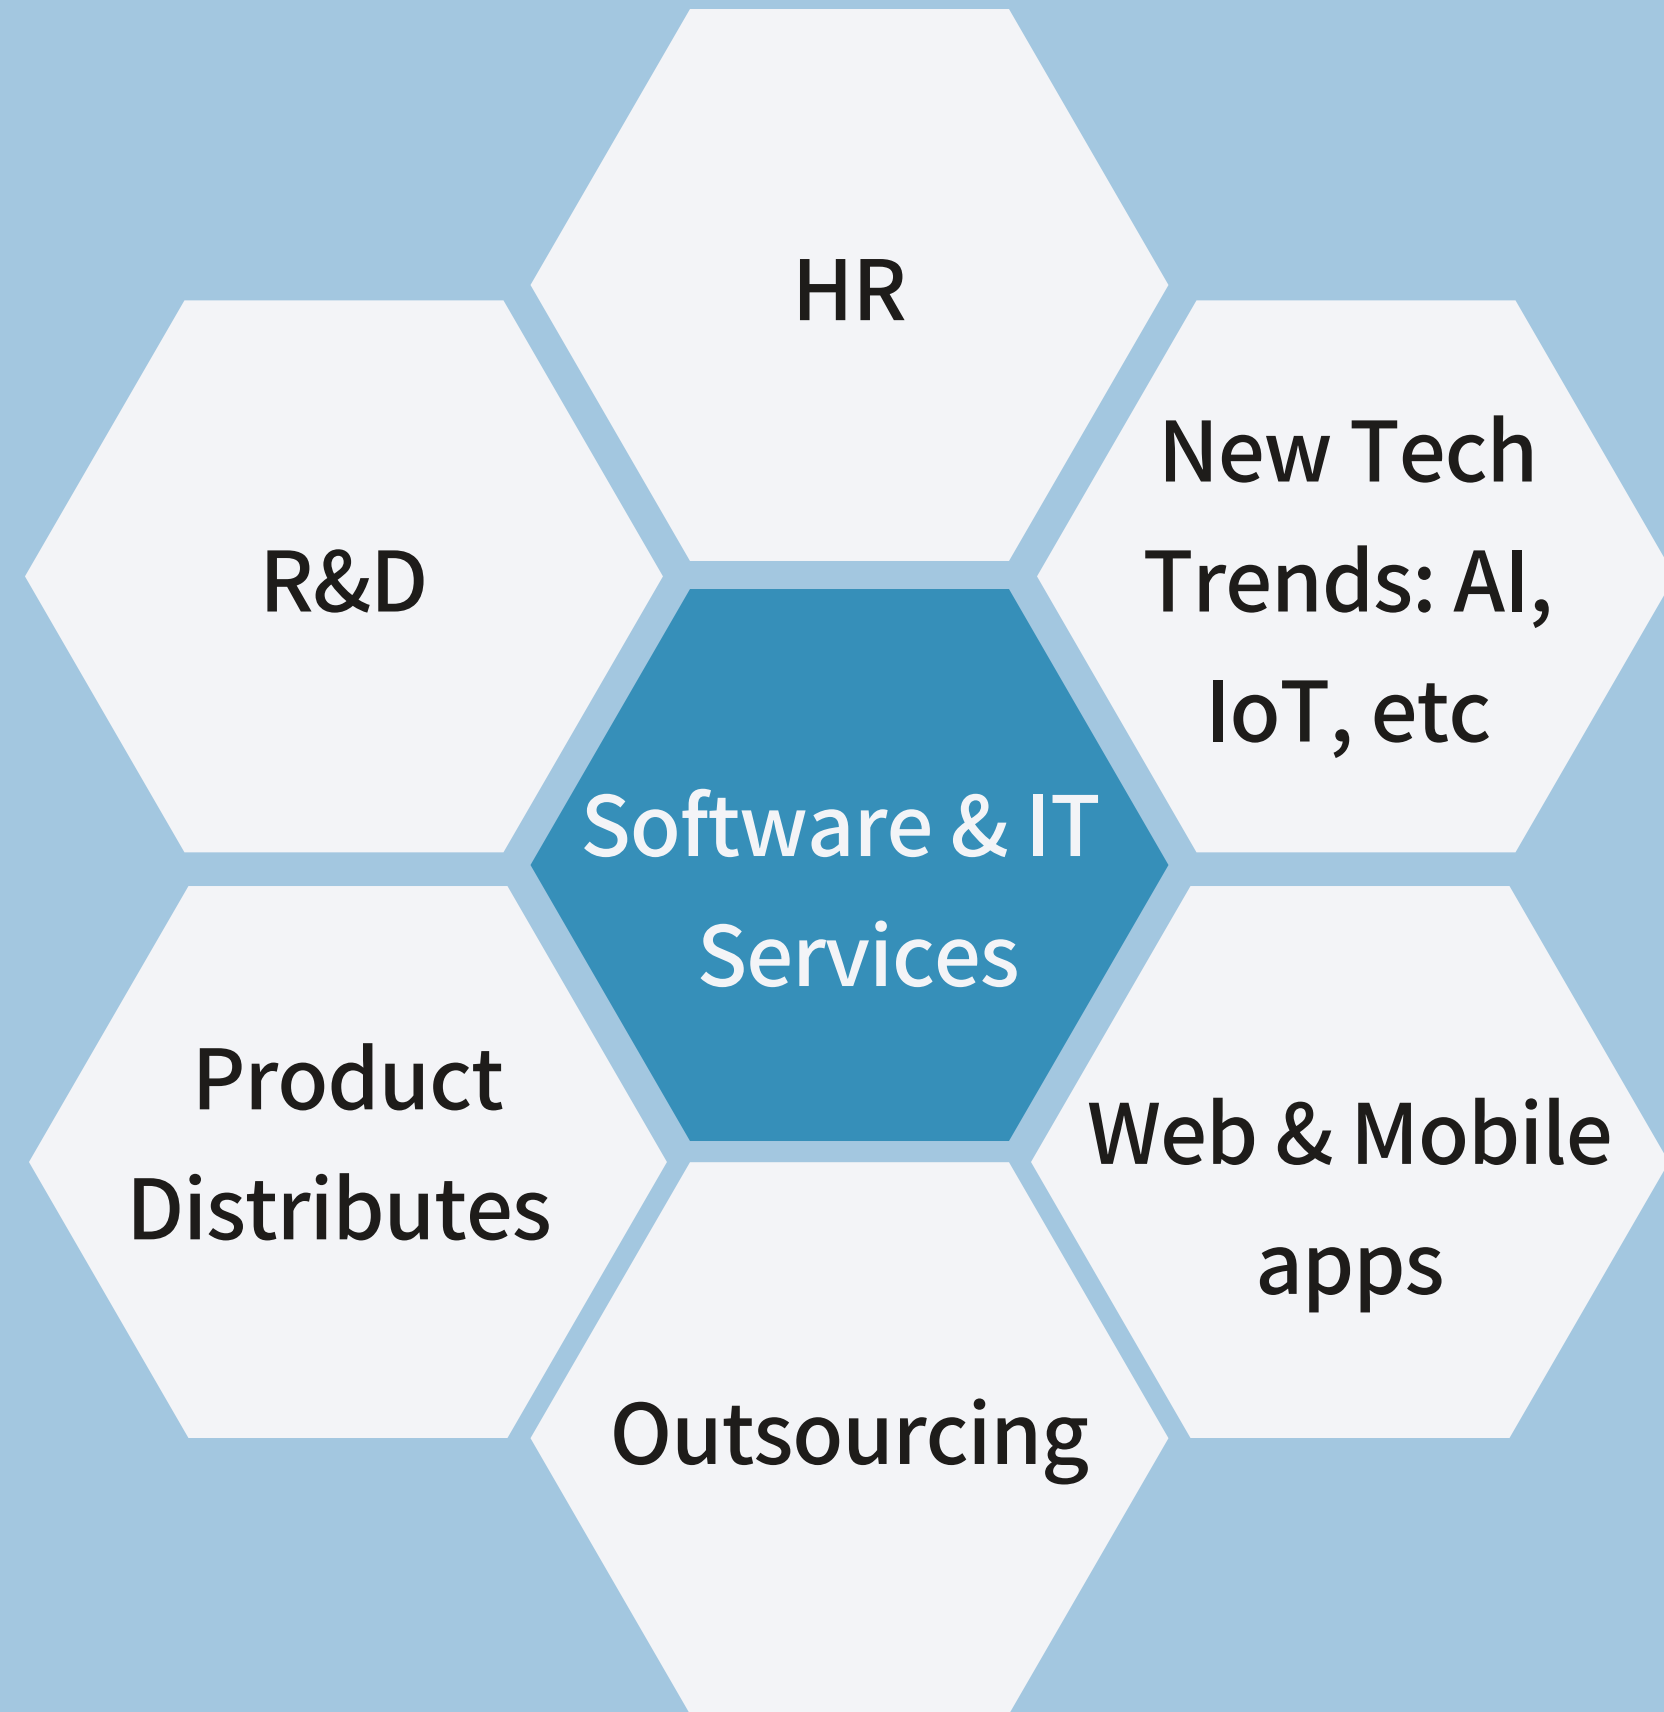 HR
New Tech
Trends: AI,
IoT, etc
R&D
Software & IT
Services
Product
Distributes
Web & Mobile
apps
Outsourcing